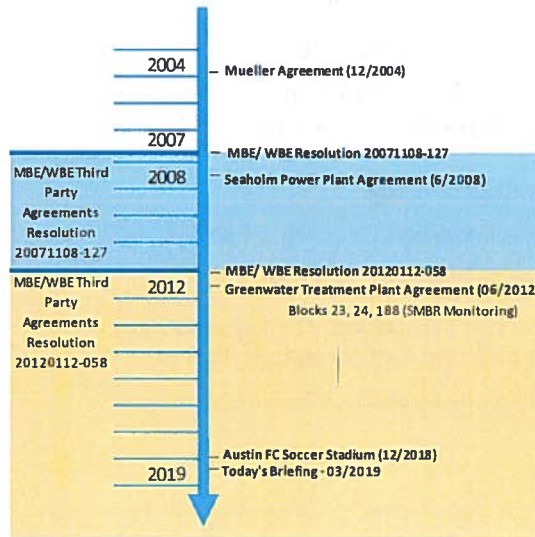 2004
Mueller Agreement (12/2004)
2007
MBE/ WBE Resolution 20071108-127
MBE/WBE Third
Party
Agreements
Resolution
20071108-127
2008
Seaholm Power Plant Agreement (6/2008)
MBE/ WBE Resolution 20120112-058
MBE/WBE Third
Party
Agreements
Resolution
20120112-058
2012
Greenwater Treatment Plant Agreement (06/2012
Blocks 23, 24, 188 (SMBR Monitoring)
Austin FC Soccer Stadium (12/2018)
2019
Today's Briefing - 03/2019